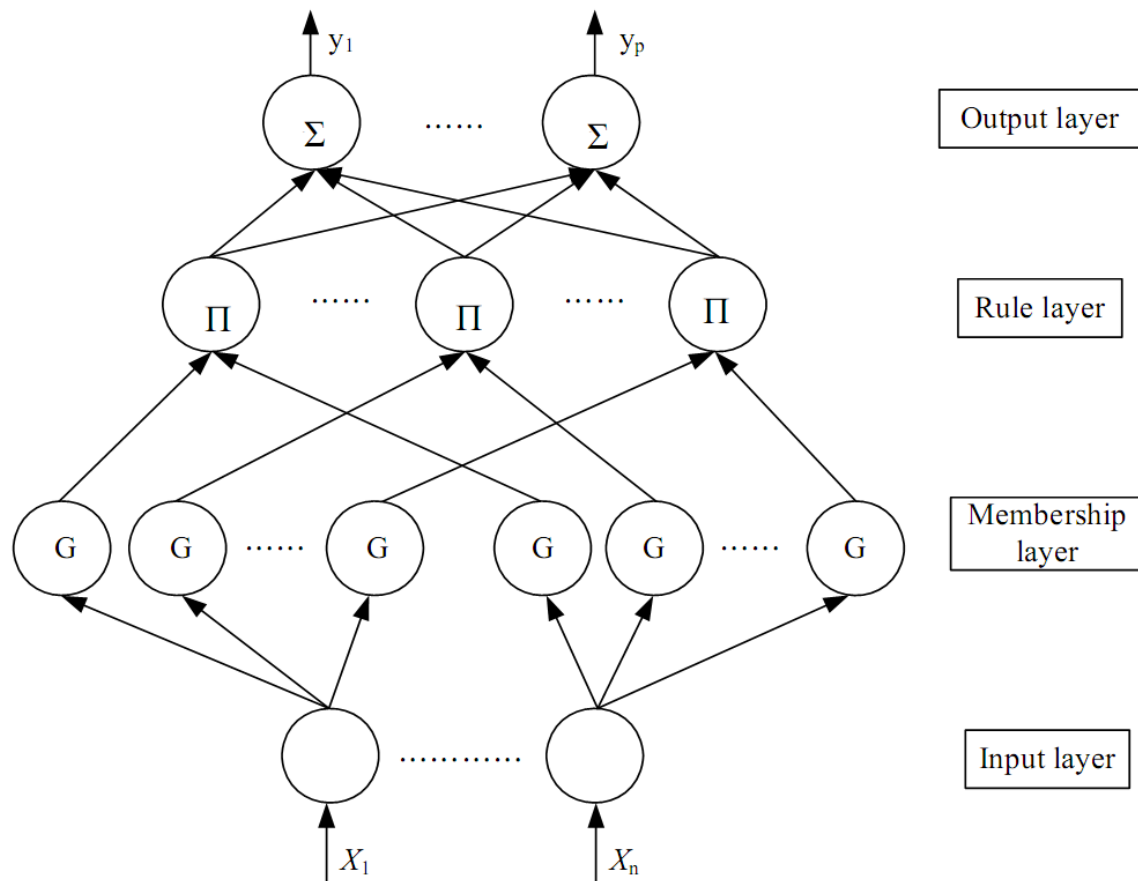 y₁ yₚ
Σ ...... Σ
Output layer
Π ...... Π ...... Π
Rule layer
G G ...... G G G ...... G
Membership
layer
............
Input layer
X₁ Xₙ